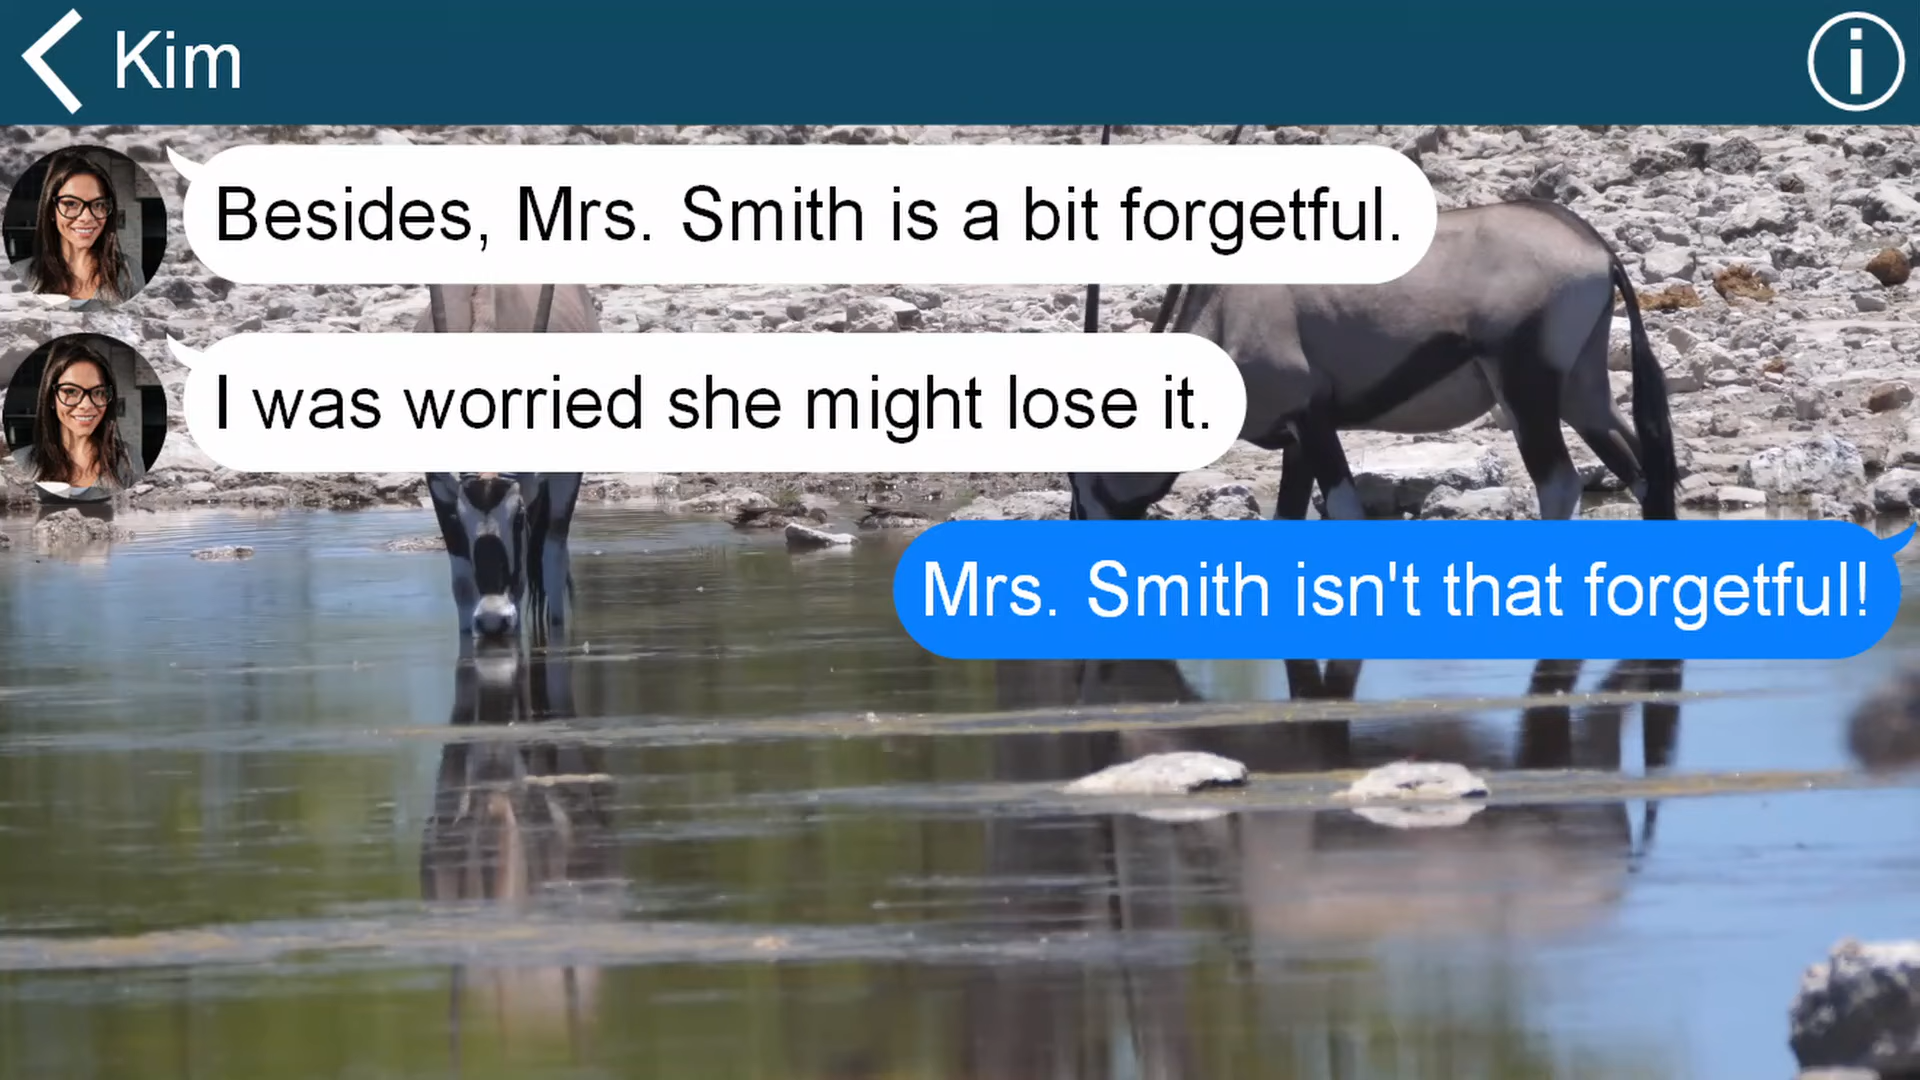 Kim
Besides, Mrs. Smith is a bit forgetful.
I was worried she might lose it.
Mrs. Smith isn't that forgetful!